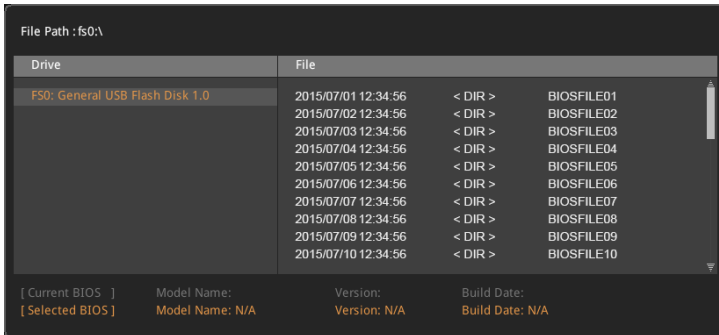 File Path : fs0:\
Drive File
FS0: General USB Flash Disk 1.0
2015/07/01 12:34:56 < DIR > BIOSFILE01
2015/07/02 12:34:56 < DIR > BIOSFILE02
2015/07/03 12:34:56 < DIR > BIOSFILE03
2015/07/04 12:34:56 < DIR > BIOSFILE04
2015/07/05 12:34:56 < DIR > BIOSFILE05
2015/07/06 12:34:56 < DIR > BIOSFILE06
2015/07/07 12:34:56 < DIR > BIOSFILE07
2015/07/08 12:34:56 < DIR > BIOSFILE08
2015/07/09 12:34:56 < DIR > BIOSFILE09
2015/07/10 12:34:56 < DIR > BIOSFILE10
[ Current BIOS ] Model Name: Version: Build Date:
[ Selected BIOS ] Model Name: N/A Version: N/A Build Date: N/A